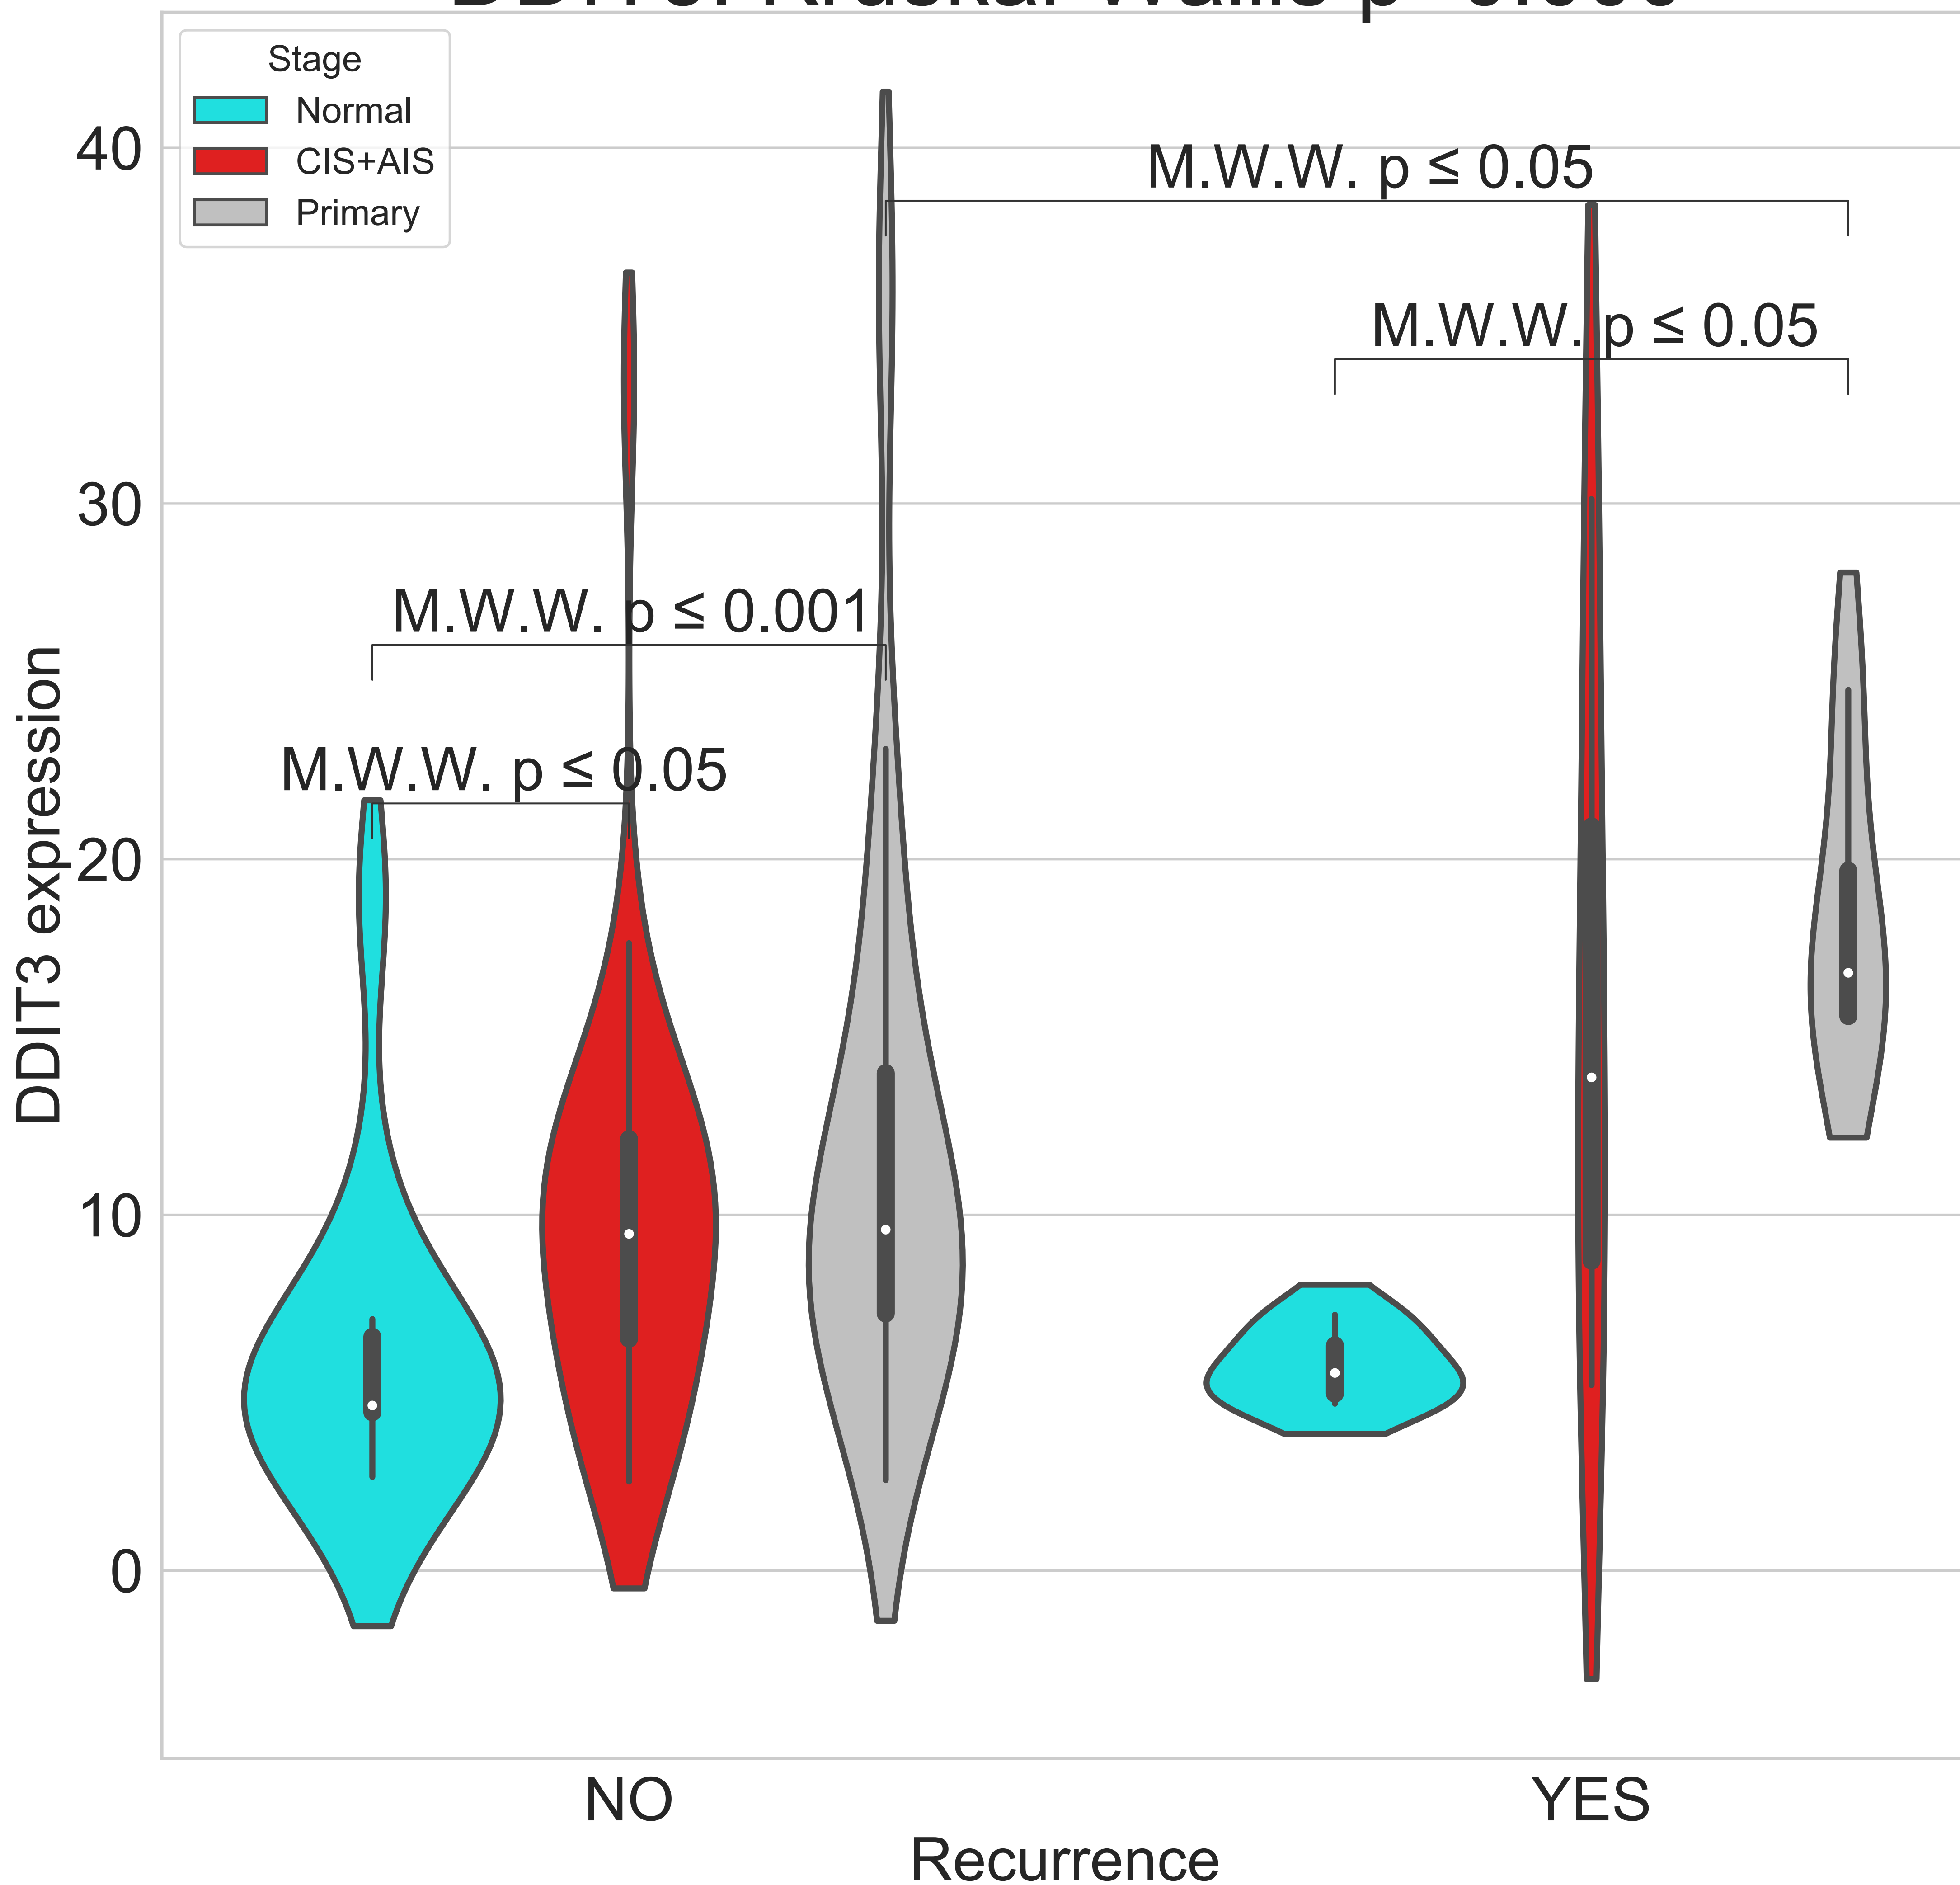 Stage
Normal
CIS+AIS
Primary
40
30
20
10
0
DDIT3 expression
M.W.W. p ≤ 0.05
M.W.W. p ≤ 0.05
M.W.W. p ≤ 0.001
M.W.W. p ≤ 0.05
NO
YES
Recurrence